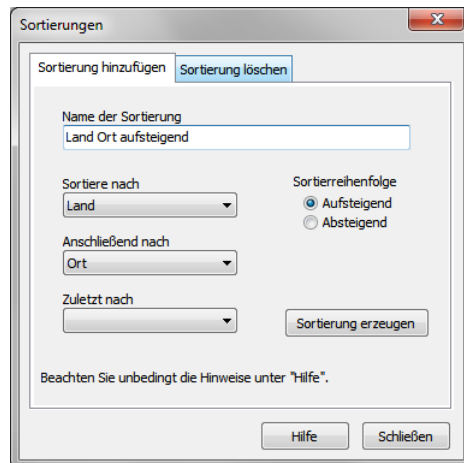 Sortierungen
Sortierung hinzufügen
Sortierung löschen
Name der Sortierung
Land Ort aufsteigend
Sortiere nach
Land
Sortierreihenfolge
Aufsteigend
Absteigend
Anschließend nach
Ort
Zuletzt nach
Sortierung erzeugen
Beachten Sie unbedingt die Hinweise unter "Hilfe".
Hilfe
Schließen